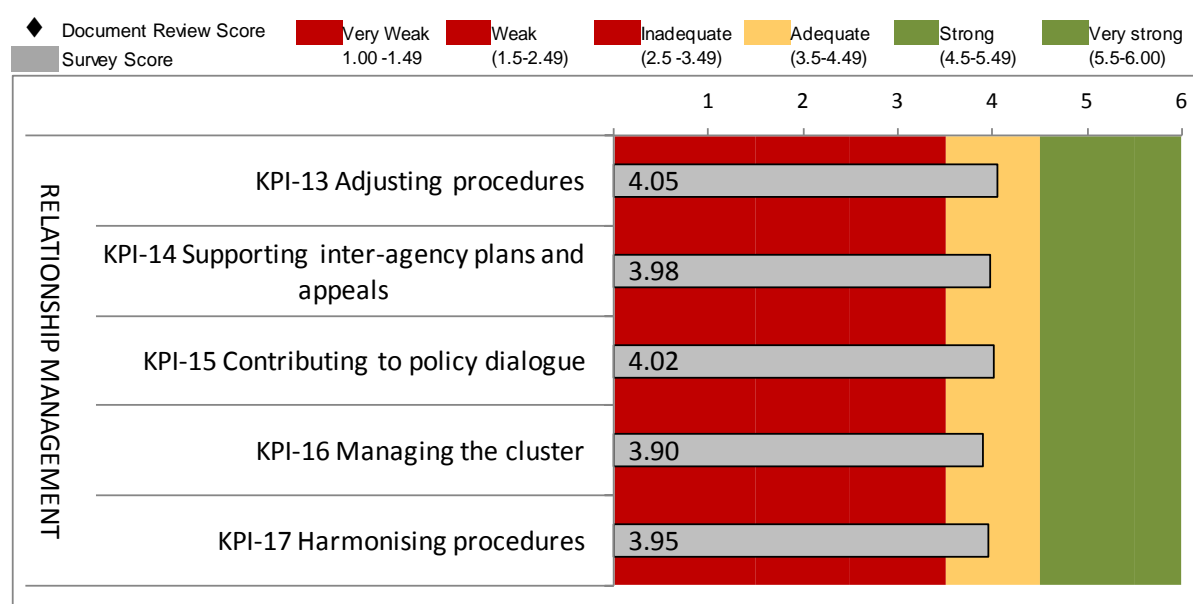 Document Review Score
Very Weak
Weak
Inadequate
Adequate
Strong
Very strong
Survey Score
1.00 -1.49
(1.5-2.49)
(2.5 -3.49)
(3.5-4.49)
(4.5-5.49)
(5.5-6.00)
1 2 3 4 5 6
RELATIONSHIP MANAGEMENT
KPI-13 Adjusting procedures
4.05
KPI-14 Supporting inter-agency plans and
appeals
3.98
KPI-15 Contributing to policy dialogue
4.02
KPI-16 Managing the cluster
3.90
KPI-17 Harmonising procedures
3.95